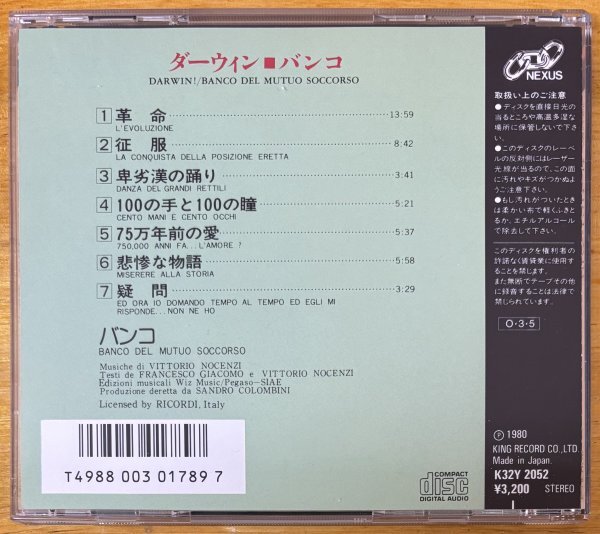 ダーウィン■バンコ
DARWIN!/BANCO DEL MUTUO SOCCORSO
1 革命 13:59
L'EVOLUZIONE
2 征服 8:42
LA CONQUISTA DELLA POSIZIONE ERETTA
3 卑劣漢の踊り 3:41
DANZA DEL GRANDI RETTILI
4 100の手と100の瞳 5:21
CENTO MANI E CENTO OCCHI
5 75万年前の愛 5:37
750,000 ANNI FA...L'AMORE ?
6 悲惨な物語 5:58
MISERERE ALLA STORIA
7 疑問 3:29
ED ORA IO DOMANDO TEMPO AL TEMPO ED EGLI MI
RISPONDE...NON NE HO
バンコ
BANCO DEL MUTUO SOCCORSO
Musiche di VITTORIO NOCENZI
Testi de FRANCESCO GIACOMO e VITTORIO NOCENZI
Edizioni musicali Wiz Music/Pegaso-SIAE
Produzione deretta da SANDRO COLOMBINI
Licensed by RICORDI, Italy
T4988 003 01789 7
COMPACT
disc
DIGITAL AUDIO
NEXUS
取扱い上のご注意
●ディスクを直接日光の
当るところや高温多湿な
場所に保管しないで下さ
い。
●このディスクのレーベ
ルの反対側にはレーザー
光線が当るので、この面
に汚れやキズがつかぬよ
うご注意下さい。
●もし汚れがついたとき
は柔かい布で軽くふきと
るか、エチルアルコール
で除去して下さい。
このディスクを権利者の
許諾なく賃貸業に使用す
ることを禁じます。
また無断でテープその他
に録音することは法律で
禁じられています。
O・3・5
Ⓟ 1980
KING RECORD CO., LTD.
Made in Japan.
K32Y 2052
¥3,200 STEREO